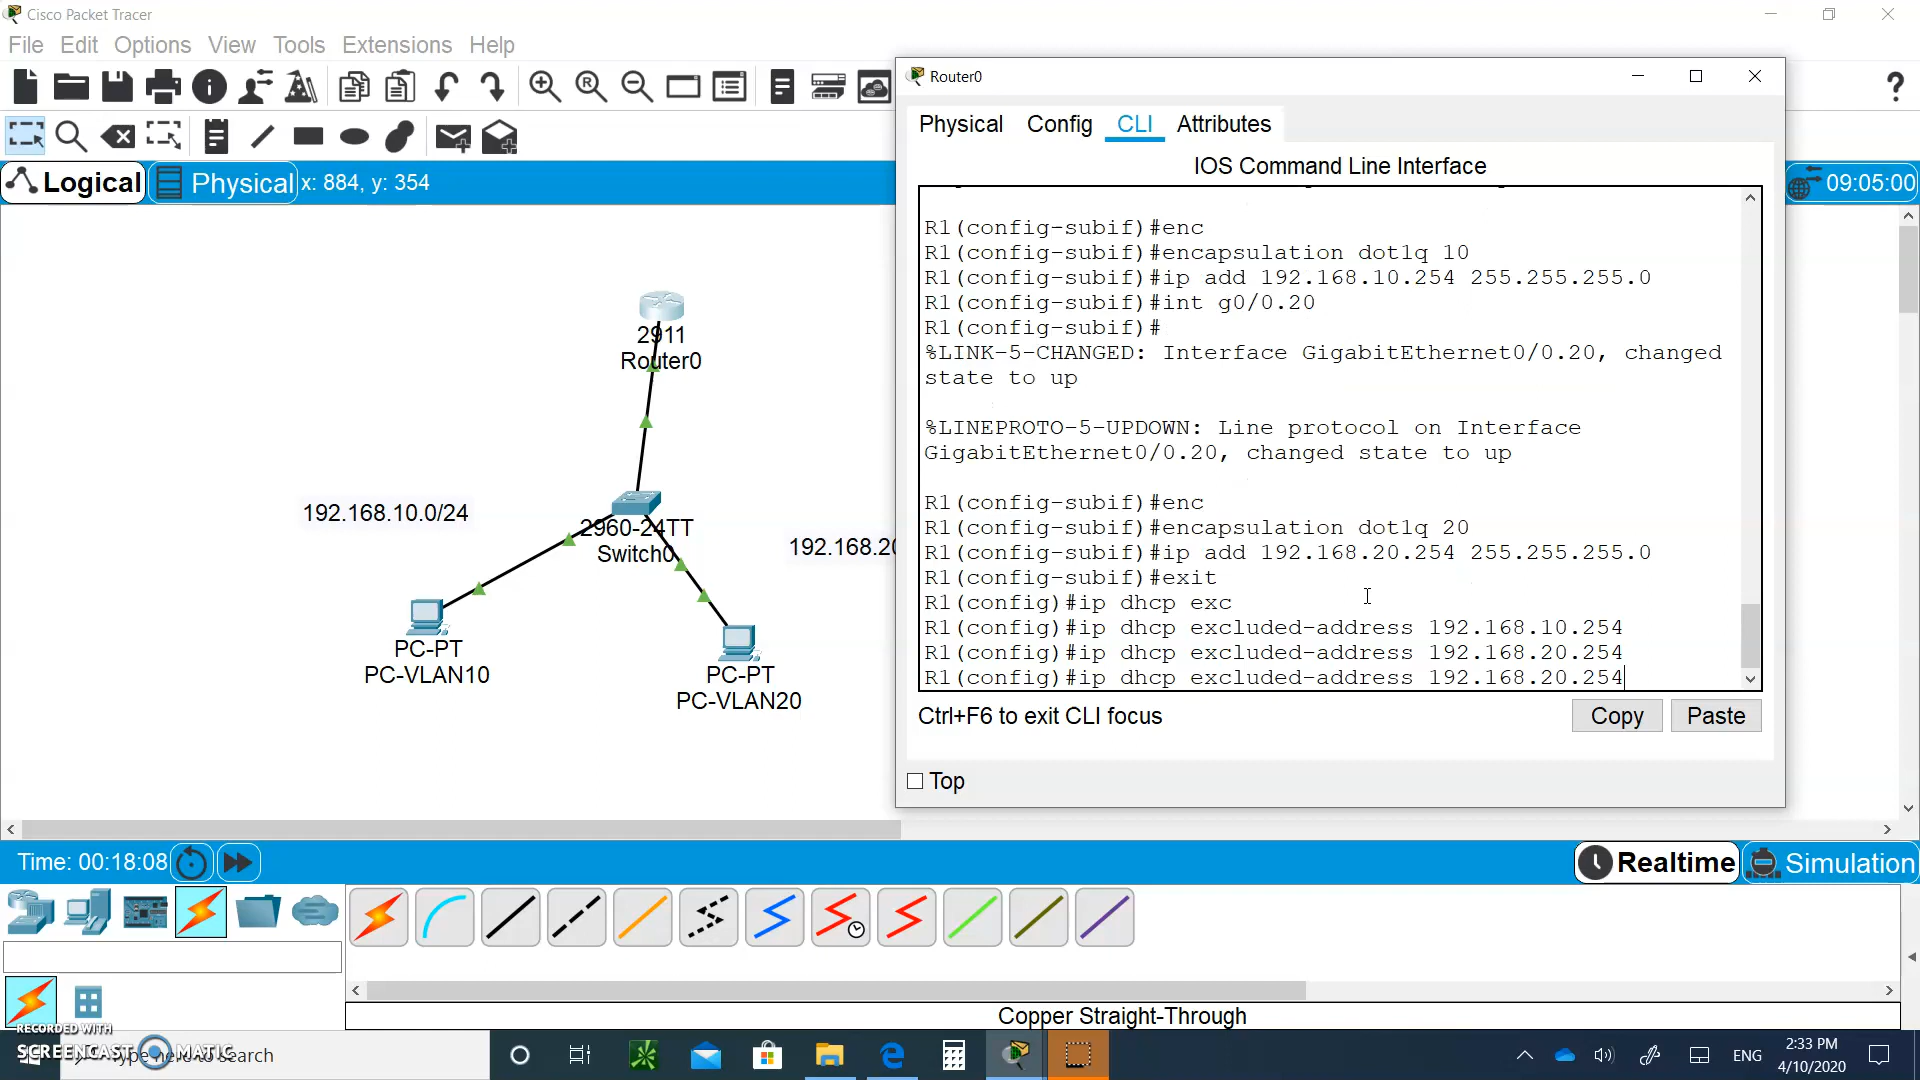 Cisco Packet Tracer
File Edit Options View Tools Extensions Help
Logical Physical x: 884, y: 354
09:05:00
2911
Router0
192.168.10.0/24
2960-24TT
Switch0
192.168.20
PC-PT
PC-VLAN10
PC-PT
PC-VLAN20
Router0
Physical Config CLI Attributes
IOS Command Line Interface
R1(config-subif)#enc
R1(config-subif)#encapsulation dot1q 10
R1(config-subif)#ip add 192.168.10.254 255.255.255.0
R1(config-subif)#int g0/0.20
R1(config-subif)#
%LINK-5-CHANGED: Interface GigabitEthernet0/0.20, changed
state to up
%LINEPROTO-5-UPDOWN: Line protocol on Interface
GigabitEthernet0/0.20, changed state to up
R1(config-subif)#enc
R1(config-subif)#encapsulation dot1q 20
R1(config-subif)#ip add 192.168.20.254 255.255.255.0
R1(config-subif)#exit
R1(config)#ip dhcp exc
R1(config)#ip dhcp excluded-address 192.168.10.254
R1(config)#ip dhcp excluded-address 192.168.20.254
R1(config)#ip dhcp excluded-address 192.168.20.254
Ctrl+F6 to exit CLI focus
Copy Paste
Top
Time: 00:18:08
Realtime Simulation
Copper Straight-Through
RECORDED WITH
SCREENCAST MATIC
Type here to search
ENG
2:33 PM
4/10/2020